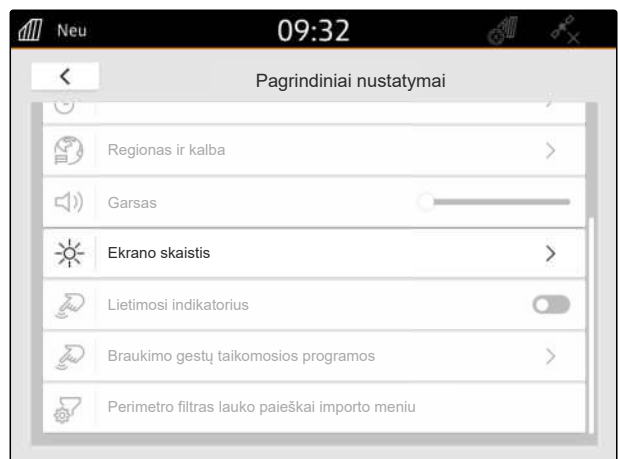 Neu
09:32
Pagrindiniai nustatymai
Regionas ir kalba
Garsas
Ekrano skaistis
Lietimosi indikatorius
Braukimo gestų taikomosios programos
Perimetro filtras lauko paieškai importo meniu